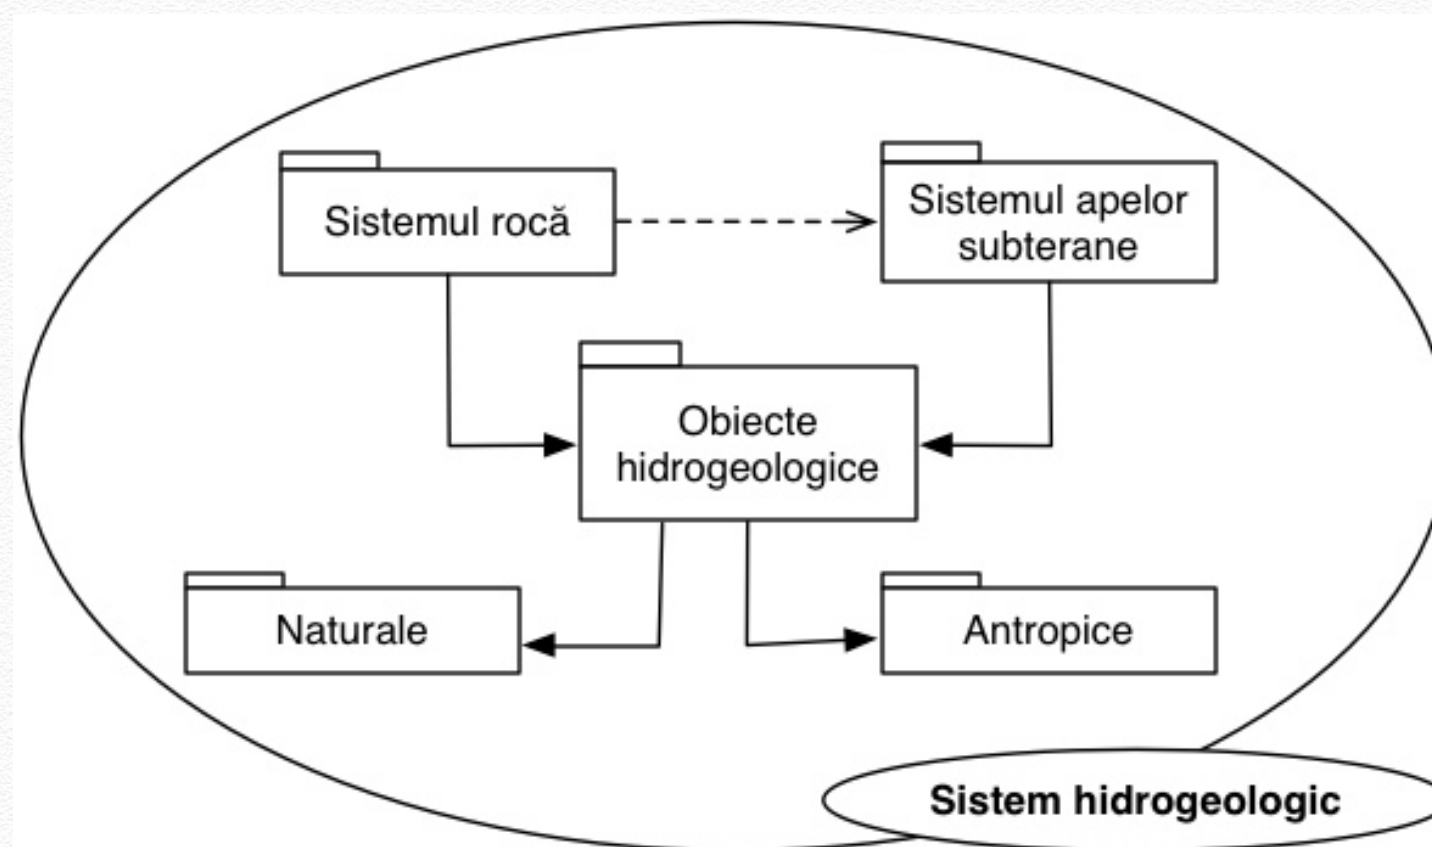 Sistemul rocă
Sistemul apelor
subterane
Obiecte
hidrogeologice
Naturale
Antropice
Sistem hidrogeologic